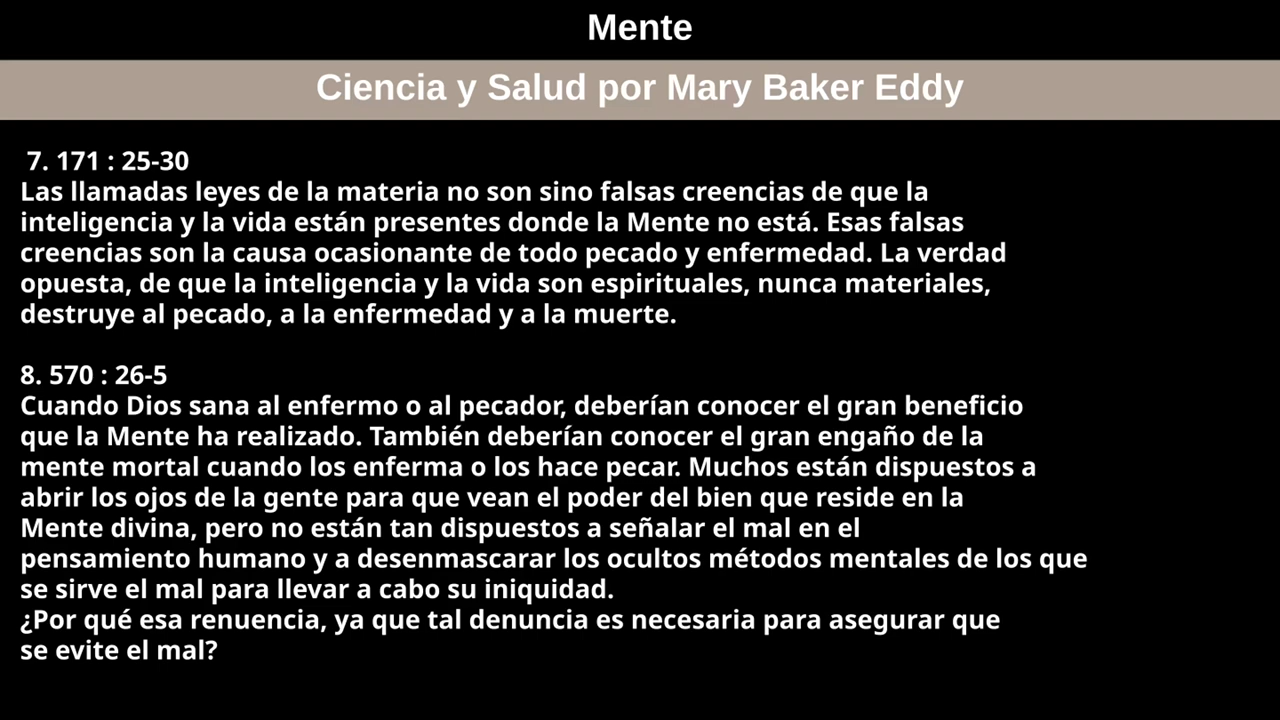 Mente
Ciencia y Salud por Mary Baker Eddy
7. 171 : 25-30
Las llamadas leyes de la materia no son sino falsas creencias de que la
inteligencia y la vida están presentes donde la Mente no está. Esas falsas
creencias son la causa ocasionante de todo pecado y enfermedad. La verdad
opuesta, de que la inteligencia y la vida son espirituales, nunca materiales,
destruye al pecado, a la enfermedad y a la muerte.
8. 570 : 26-5
Cuando Dios sana al enfermo o al pecador, deberían conocer el gran beneficio
que la Mente ha realizado. También deberían conocer el gran engaño de la
mente mortal cuando los enferma o los hace pecar. Muchos están dispuestos a
abrir los ojos de la gente para que vean el poder del bien que reside en la
Mente divina, pero no están tan dispuestos a señalar el mal en el
pensamiento humano y a desenmascarar los ocultos métodos mentales de los que
se sirve el mal para llevar a cabo su iniquidad.
¿Por qué esa renuencia, ya que tal denuncia es necesaria para asegurar que
se evite el mal?